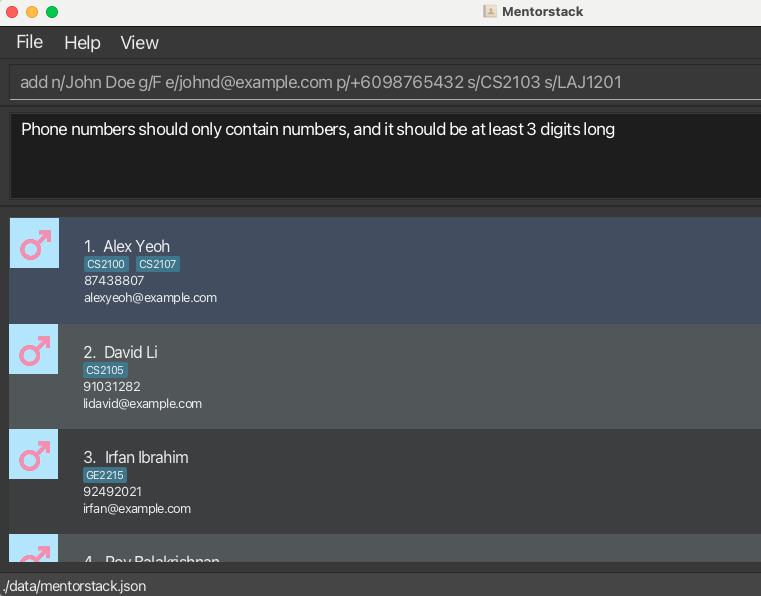 Mentorstack
File Help View
add n/John Doe g/F e/johnd@example.com p/+6098765432 s/CS2103 s/LAJ1201
Phone numbers should only contain numbers, and it should be at least 3 digits long
1. Alex Yeoh
CS2100 CS2107
87438807
alexyeoh@example.com
2. David Li
CS2105
91031282
lidavid@example.com
3. Irfan Ibrahim
GE2215
92492021
irfan@example.com
4. Roy Balakrishnan
./data/mentorstack.json